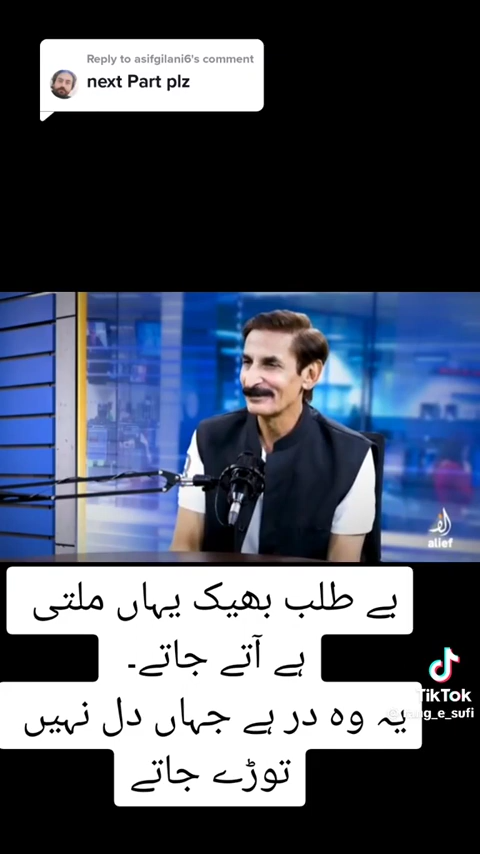 Reply to asifgilani6's comment
next Part plz
الف
alief
بے طلب بھیک یہاں ملتی
ہے آتے جاتے۔
یہ وہ در ہے جہاں دل نہیں
توڑے جاتے
TikTok